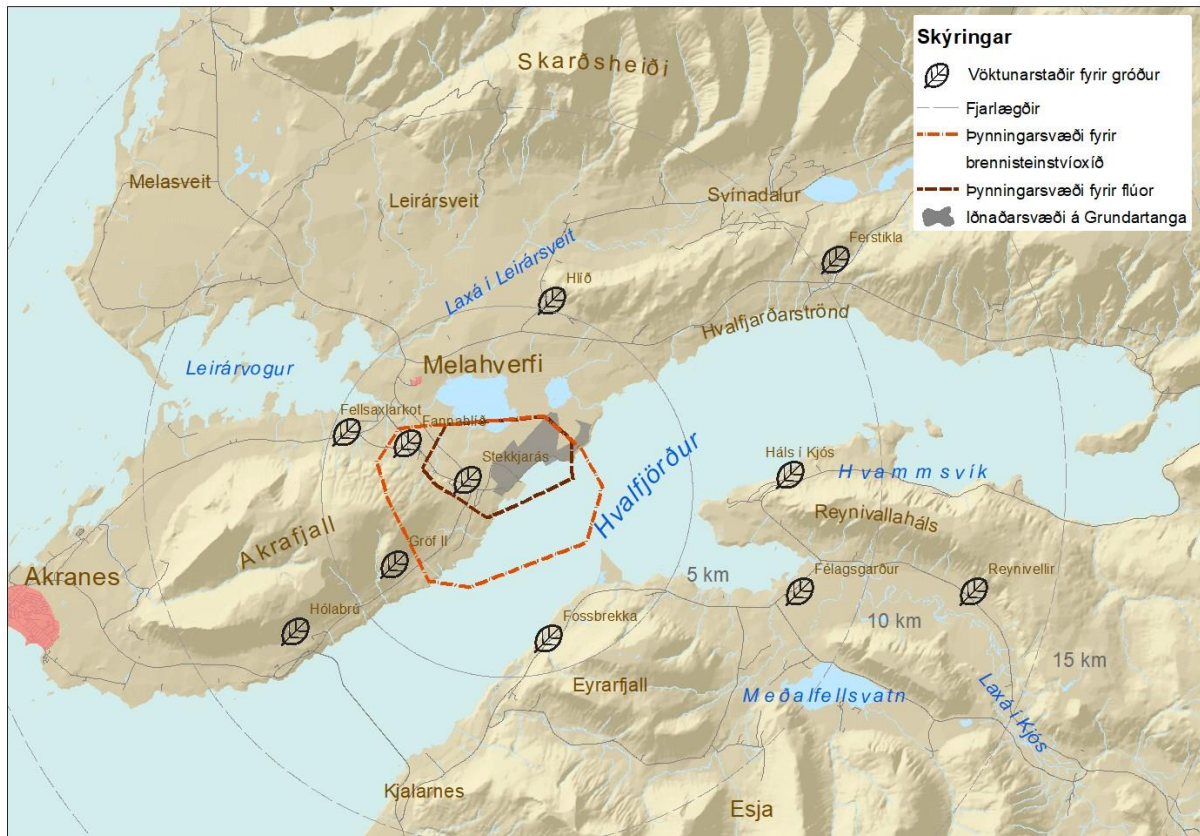 Skýringar
Vöktunarstaðir fyrir gróður
Fjarlægðir
Þynningarsvæði fyrir
brennisteinstvíoxíð
Þynningarsvæði fyrir flúor
Iðnaðarsvæði á Grundartanga
Skarðsheiði
Melasveit
Leirársveit
Svínadalur
Ferstikla
Laxá í Leirársveit
Hlíð
Hvalfjarðarströnd
Leirárvogur
Melahverfi
Fellsaxlarkot
Fannahlíð
Stekkjarás
Háls í Kjós
Hvammsvík
Hvalfjörður
Reynivallaháls
Akrafjall
Gröf II
Akranes
5 km
Félagsgarður
Reynivellir
Hólabrú
Fossbrekka
10 km
15 km
Eyrarfjall
Meðalfellsvatn
Laxá í Kjós
Kjalarnes
Esja